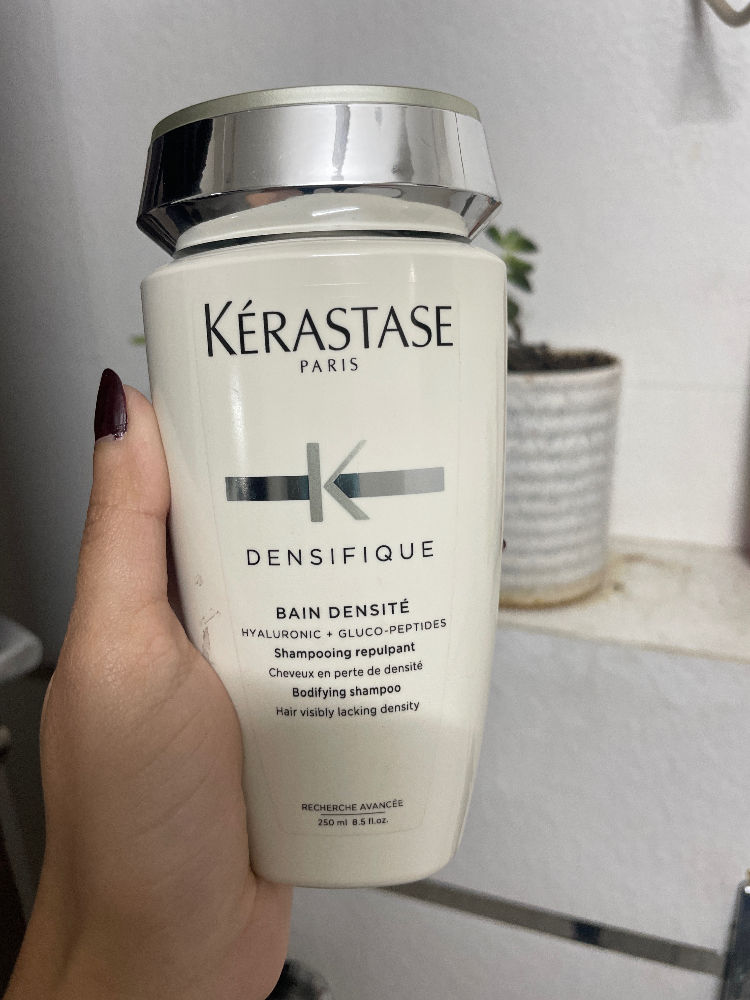 KÉRASTASE
PARIS
K
DENSIFIQUE
BAIN DENSITÉ
HYALURONIC + GLUCO-PEPTIDES
Shampooing repulpant
Cheveux en perte de densité
Bodifying shampoo
Hair visibly lacking density
RECHERCHE AVANCÉE
250 ml 8.5 fl.oz.